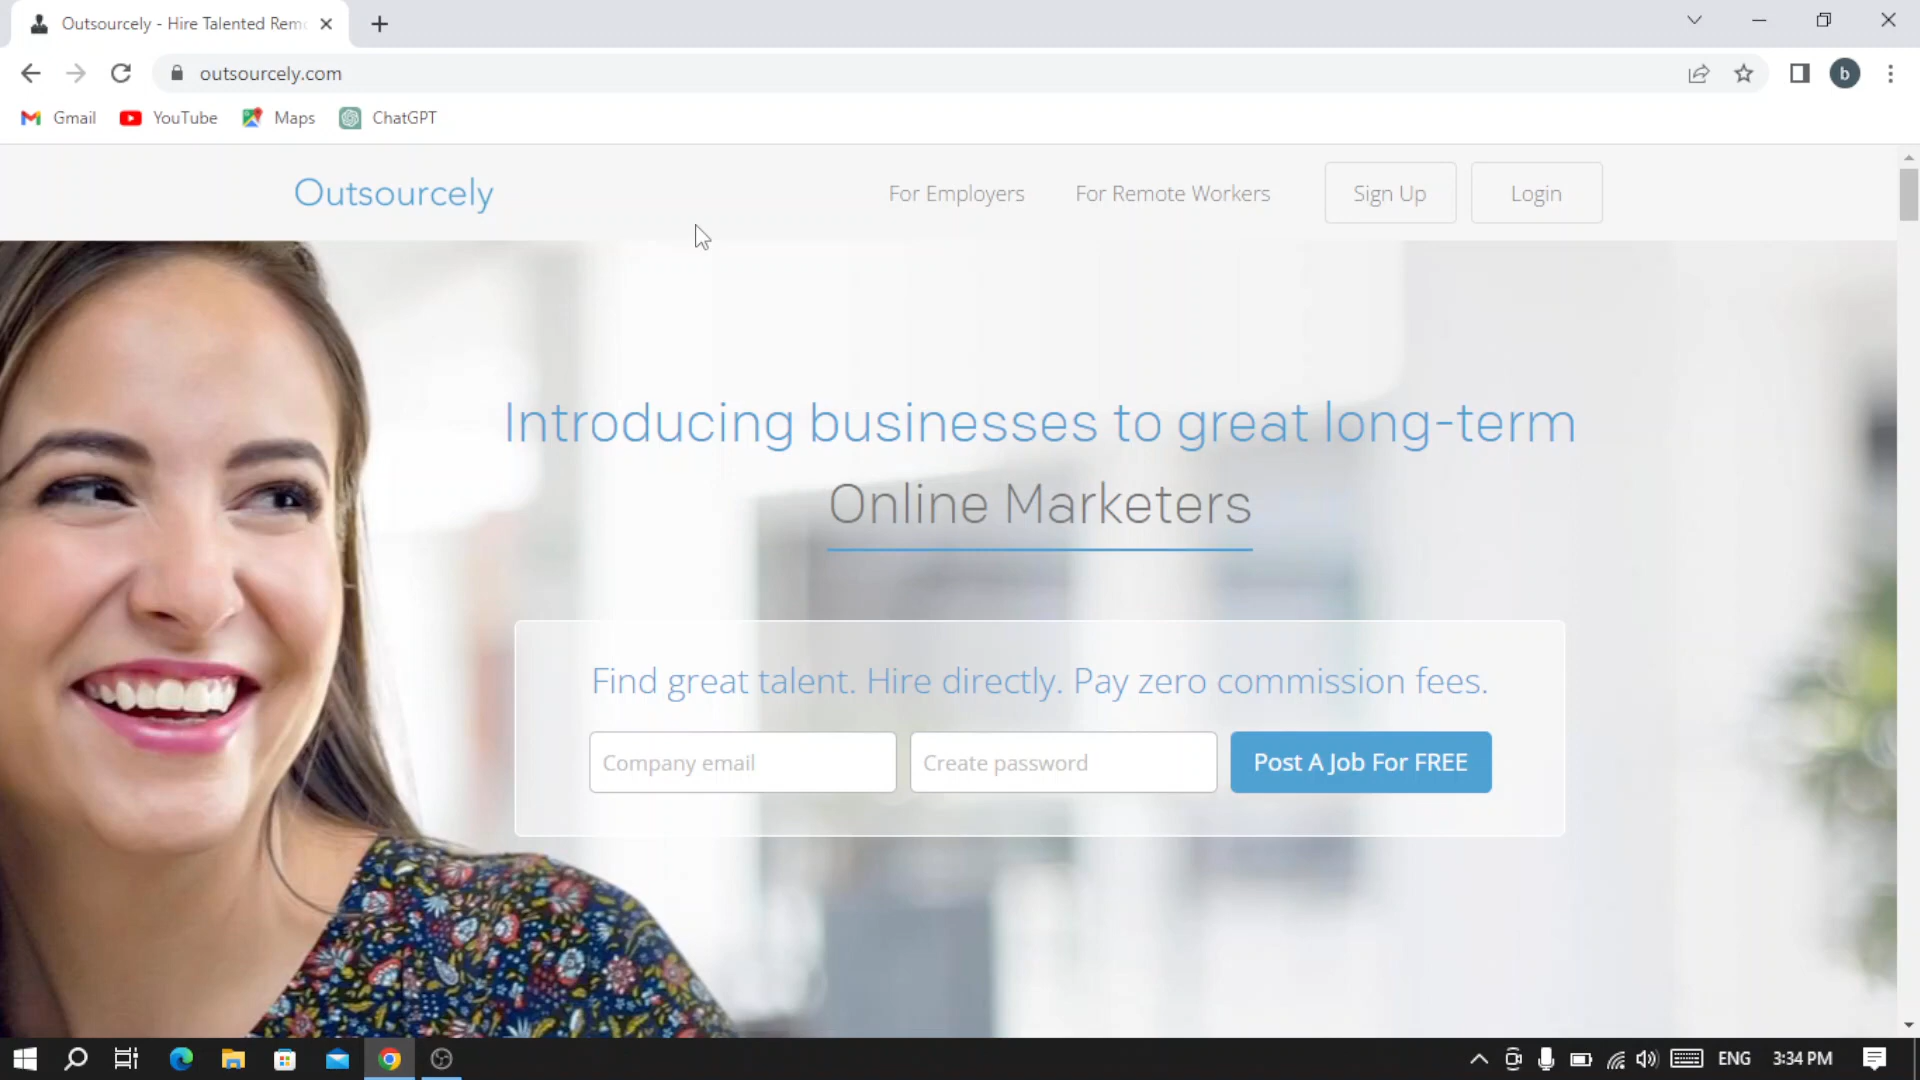 Outsourcely - Hire Talented Rem
outsourcely.com
b
Gmail
YouTube
Maps
ChatGPT
Outsourcely
For Employers
For Remote Workers
Sign Up
Login
Introducing businesses to great long-term
Online Marketers
Find great talent. Hire directly. Pay zero commission fees.
Company email
Create password
Post A Job For FREE
ENG
3:34 PM